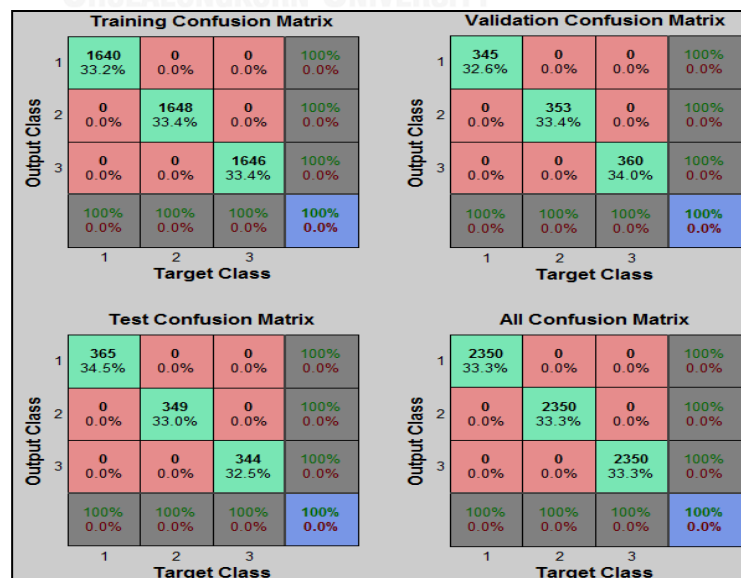 CHULALONGKORN UNIVERSITY
Training Confusion Matrix
Output Class
1
1640 0 0 100%
33.2% 0.0% 0.0% 0.0%
2
0 1648 0 100%
0.0% 33.4% 0.0% 0.0%
3
0 0 1646 100%
0.0% 0.0% 33.4% 0.0%
100% 100% 100% 100%
0.0% 0.0% 0.0% 0.0%
1 2 3
Target Class
Validation Confusion Matrix
Output Class
1
345 0 0 100%
32.6% 0.0% 0.0% 0.0%
2
0 353 0 100%
0.0% 33.4% 0.0% 0.0%
3
0 0 360 100%
0.0% 0.0% 34.0% 0.0%
100% 100% 100% 100%
0.0% 0.0% 0.0% 0.0%
1 2 3
Target Class
Test Confusion Matrix
Output Class
1
365 0 0 100%
34.5% 0.0% 0.0% 0.0%
2
0 349 0 100%
0.0% 33.0% 0.0% 0.0%
3
0 0 344 100%
0.0% 0.0% 32.5% 0.0%
100% 100% 100% 100%
0.0% 0.0% 0.0% 0.0%
1 2 3
Target Class
All Confusion Matrix
Output Class
1
2350 0 0 100%
33.3% 0.0% 0.0% 0.0%
2
0 2350 0 100%
0.0% 33.3% 0.0% 0.0%
3
0 0 2350 100%
0.0% 0.0% 33.3% 0.0%
100% 100% 100% 100%
0.0% 0.0% 0.0% 0.0%
1 2 3
Target Class